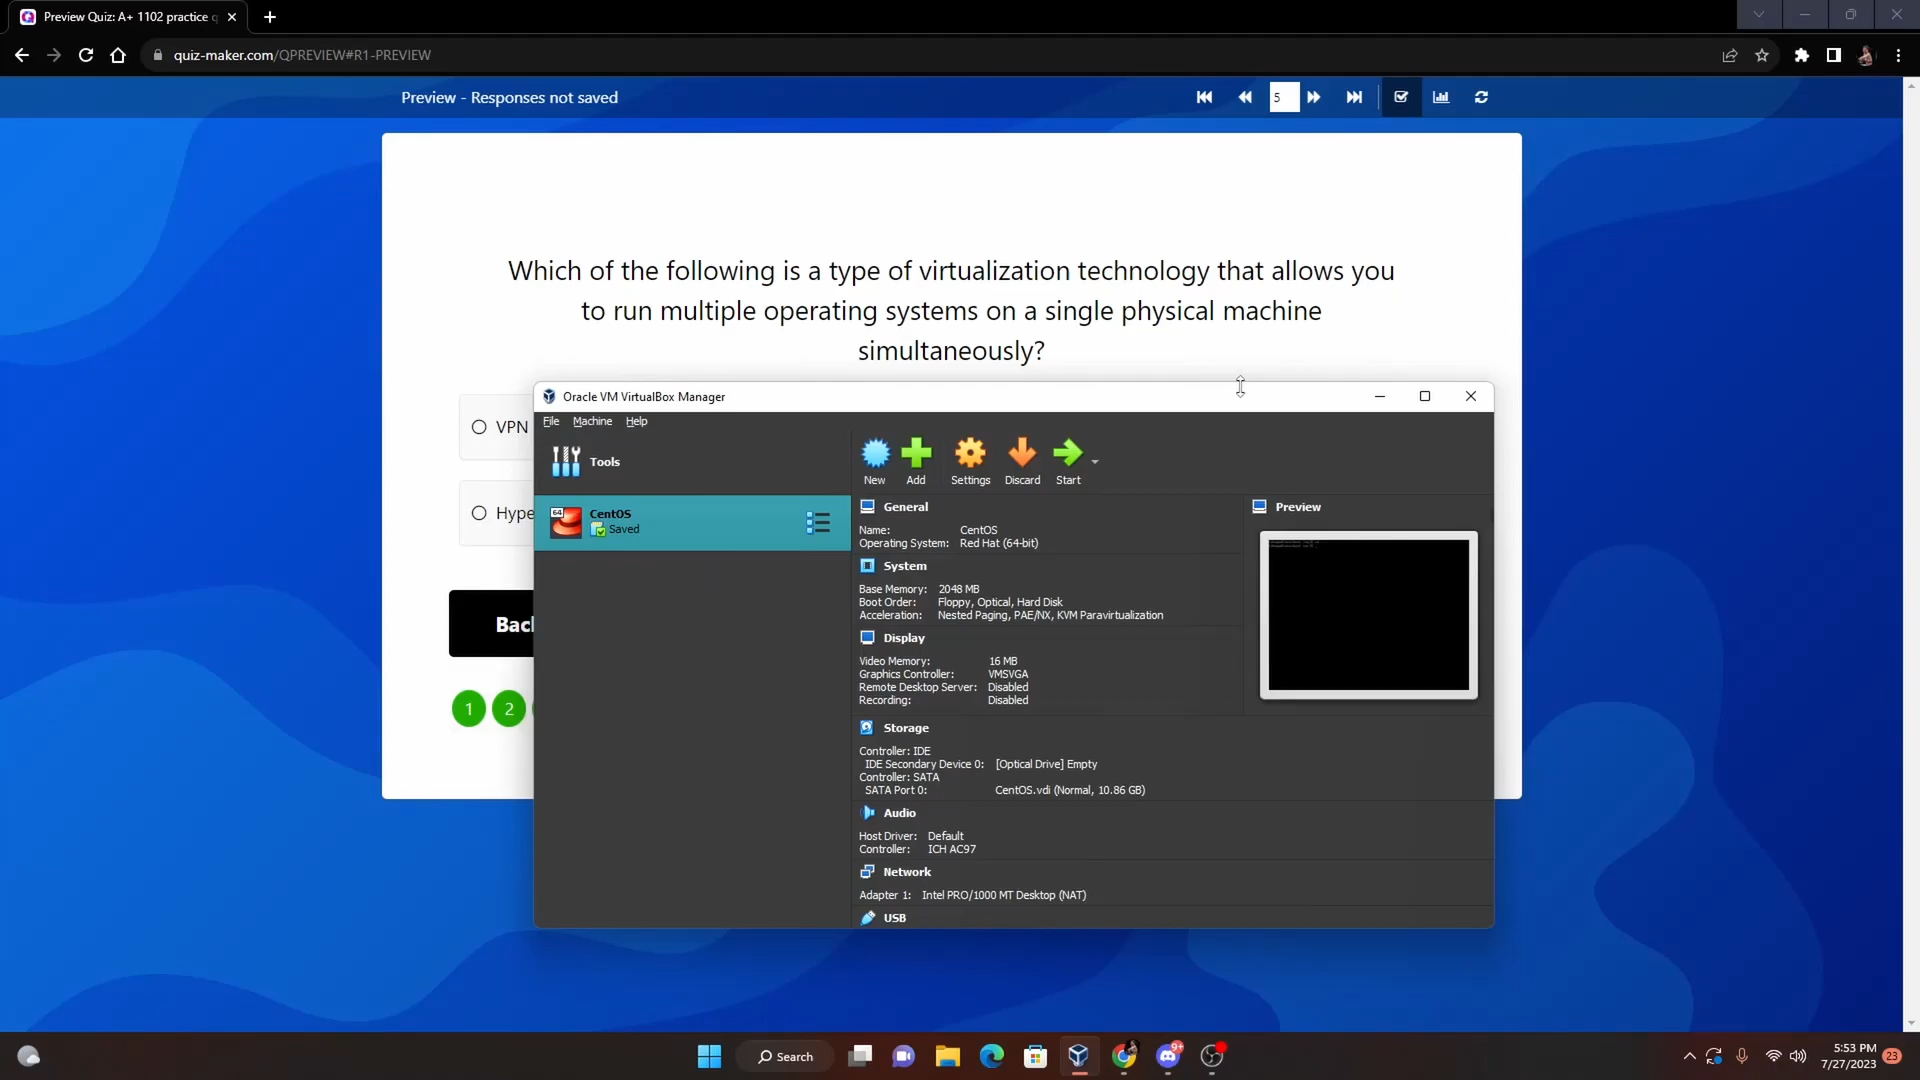 Preview Quiz: A+ 1102 practice q
quiz-maker.com/QPREVIEW#R1-PREVIEW
Preview - Responses not saved
5
Which of the following is a type of virtualization technology that allows you
to run multiple operating systems on a single physical machine
simultaneously?
VPN
Hype
Back
1 2
Oracle VM VirtualBox Manager
File Machine Help
Tools
New Add Settings Discard Start
64 CentOS
Saved
General
Name: CentOS
Operating System: Red Hat (64-bit)
System
Base Memory: 2048 MB
Boot Order: Floppy, Optical, Hard Disk
Acceleration: Nested Paging, PAE/NX, KVM Paravirtualization
Display
Video Memory: 16 MB
Graphics Controller: VMSVGA
Remote Desktop Server: Disabled
Recording: Disabled
Preview
Storage
Controller: IDE
IDE Secondary Device 0: [Optical Drive] Empty
Controller: SATA
SATA Port 0: CentOS.vdi (Normal, 10.86 GB)
Audio
Host Driver: Default
Controller: ICH AC97
Network
Adapter 1: Intel PRO/1000 MT Desktop (NAT)
USB
Search
9+
5:53 PM
7/27/2023
23